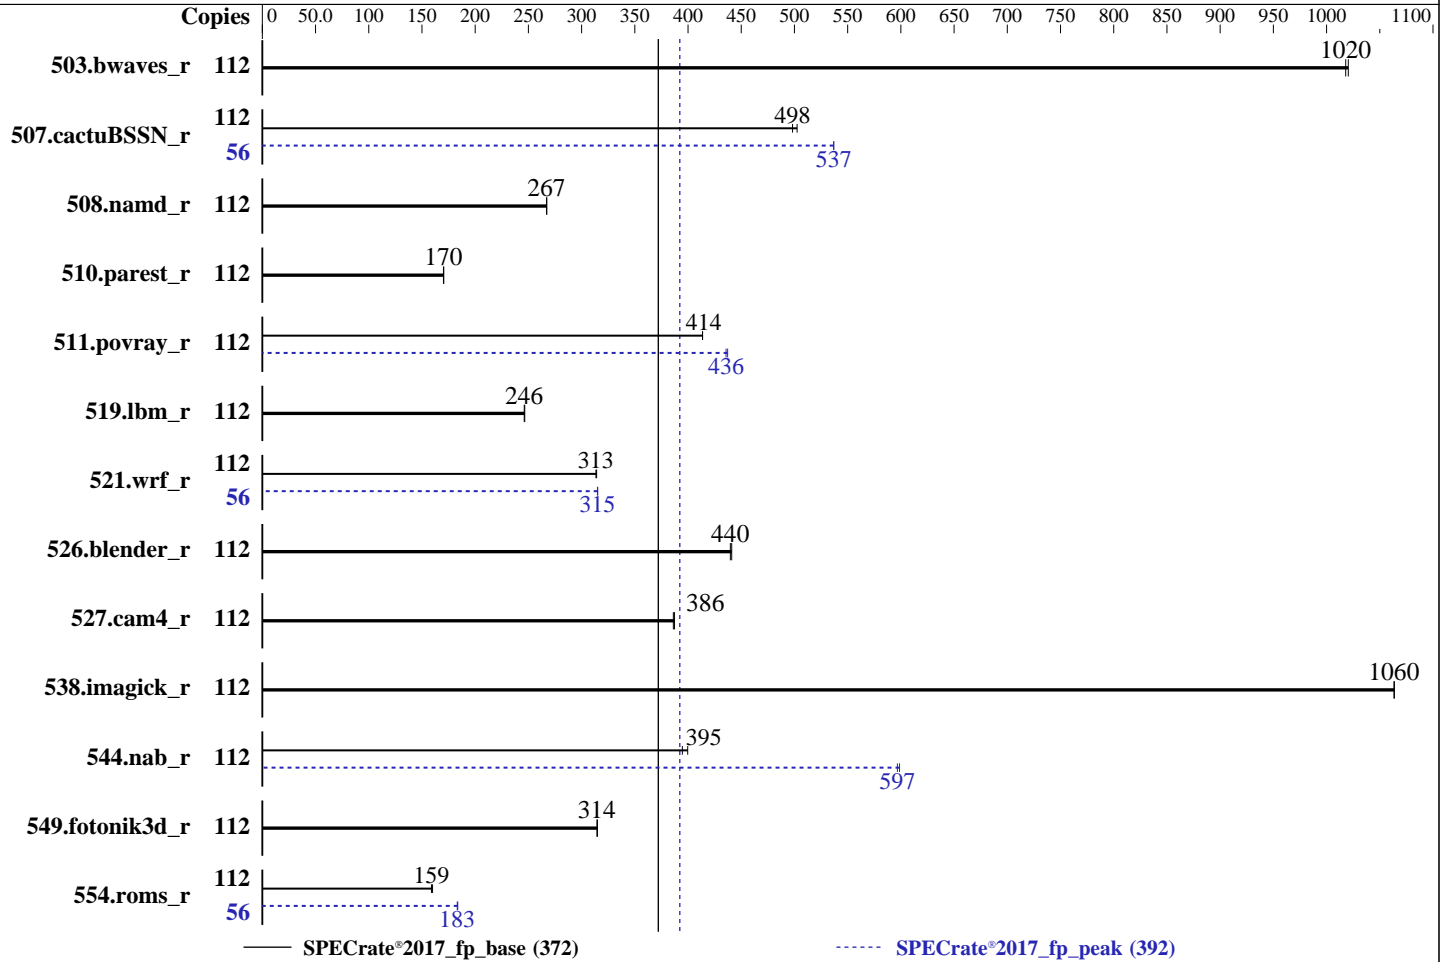 Copies 0 50.0 100 150 200 250 300 350 400 450 500 550 600 650 700 750 800 850 900 950 1000 1100
503.bwaves_r 112 1020
507.cactuBSSN_r 112 498
56 537
508.namd_r 112 267
510.parest_r 112 170
511.povray_r 112 414
436
519.lbm_r 112 246
521.wrf_r 112 313
56 315
526.blender_r 112 440
527.cam4_r 112 386
538.imagick_r 112 1060
544.nab_r 112 395
597
549.fotonik3d_r 112 314
554.roms_r 112 159
56 183
SPECrate®2017_fp_base (372) SPECrate®2017_fp_peak (392)